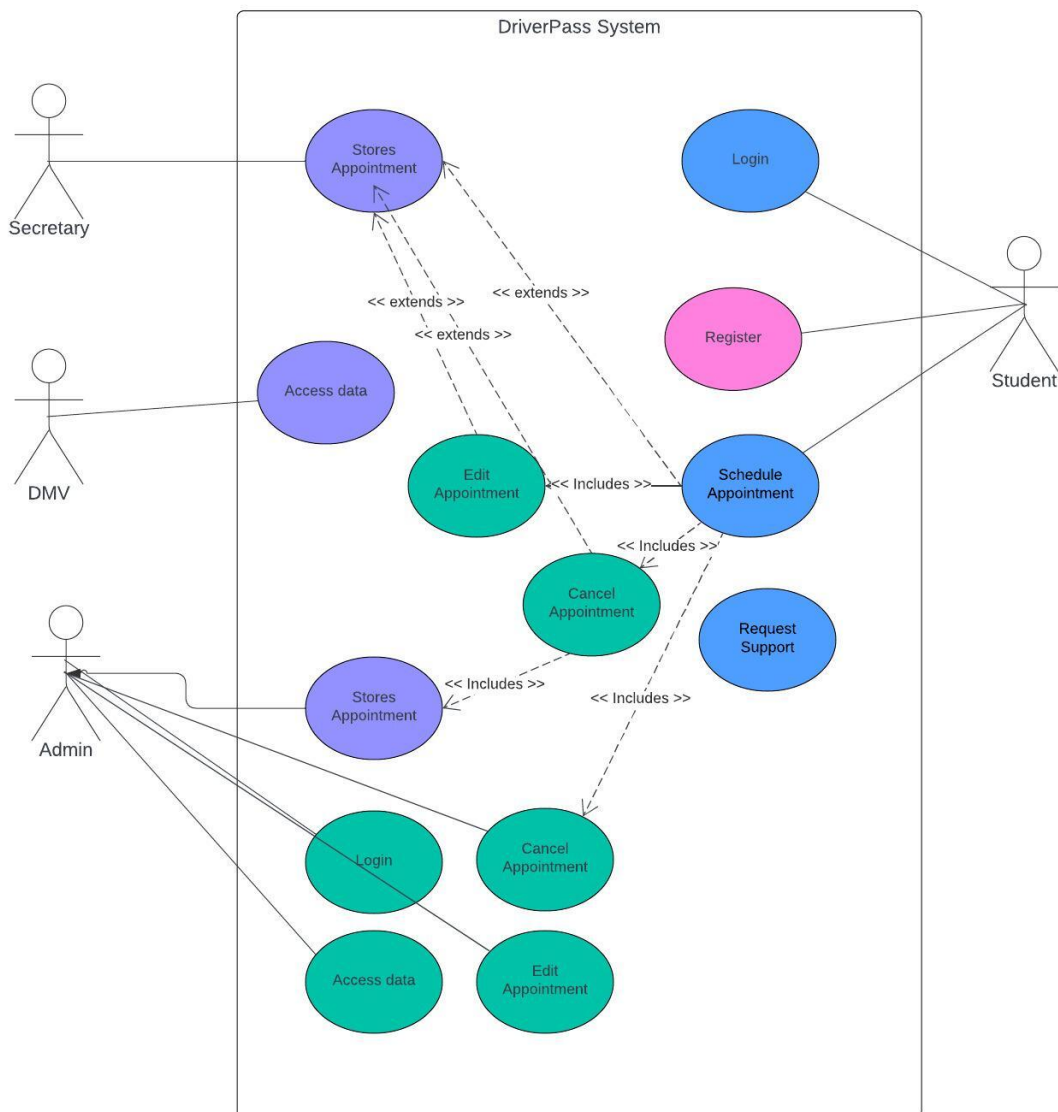 DriverPass System
Stores
Appointment
Login
Secretary
<< extends >>
<< extends >>
<< extends >>
Register
Student
Access data
DMV
Edit
Appointment
<< Includes >>
Schedule
Appointment
<< Includes >>
Cancel
Appointment
Request
Support
<< Includes >>
<< Includes >>
Stores
Appointment
Admin
Login
Cancel
Appointment
Access data
Edit
Appointment